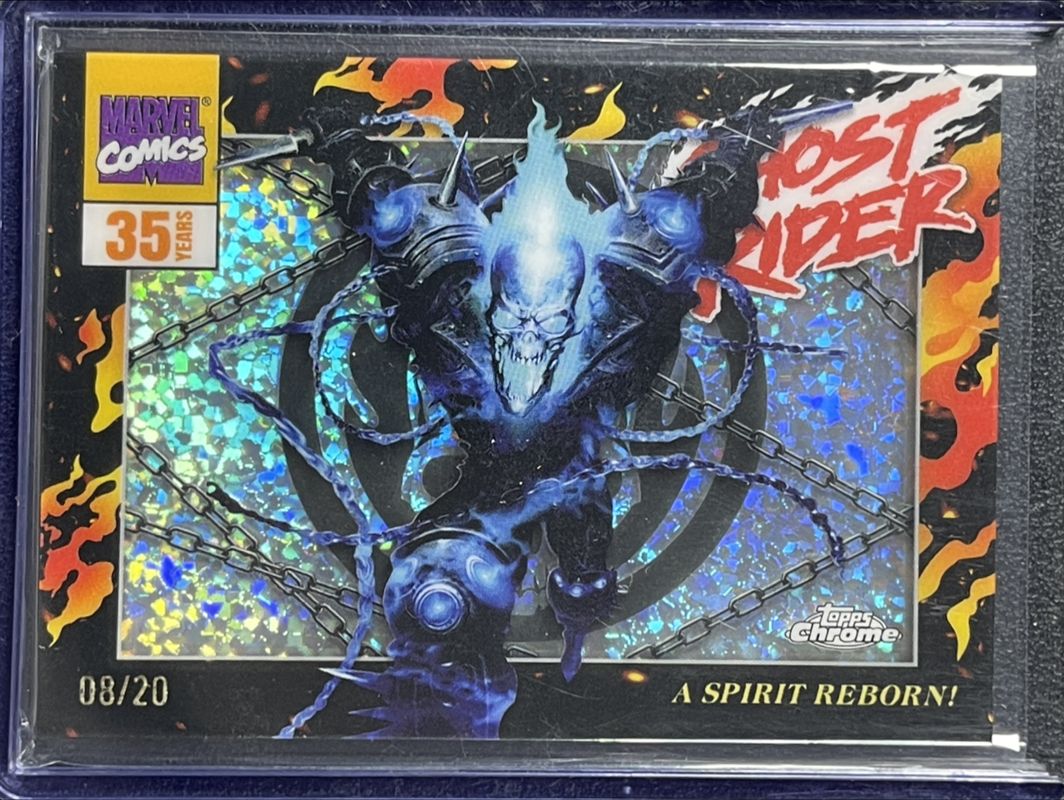 MARVEL®
COMICS
35 YEARS
GHOST
RIDER
Topps
Chrome
08/20
A SPIRIT REBORN!